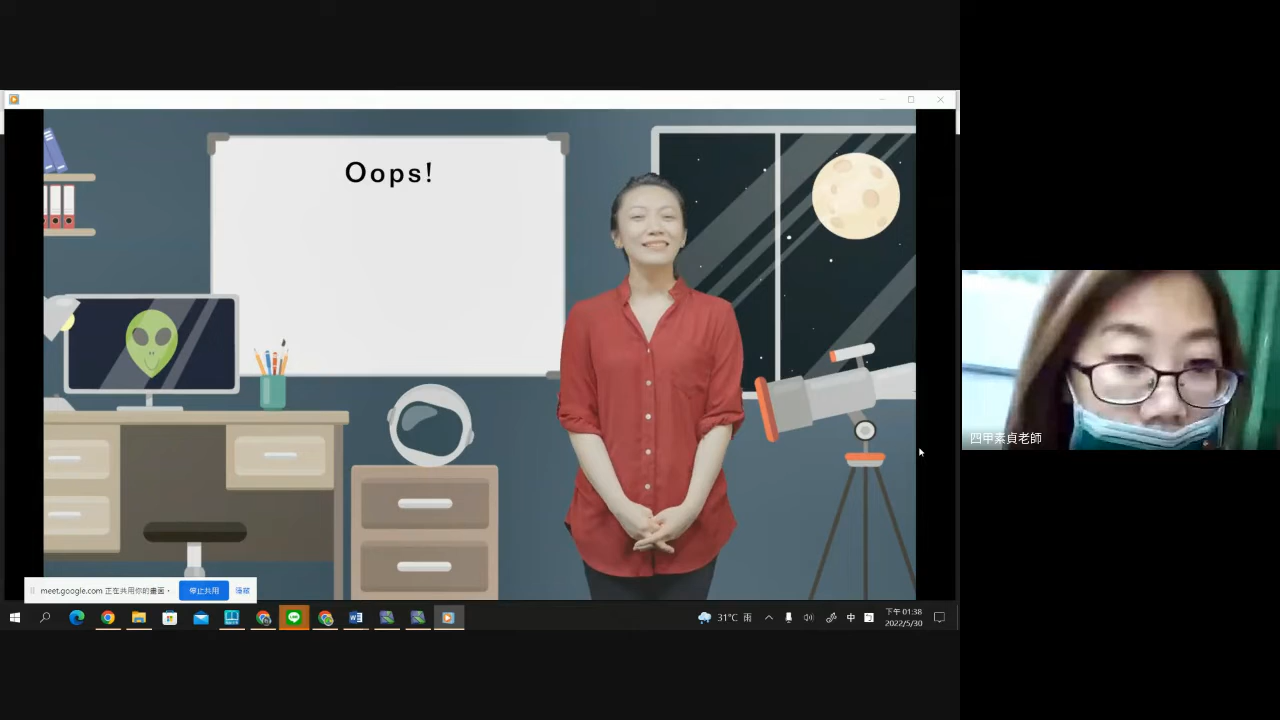 Oops!
四甲素貞老師
meet.google.com 正在共用你的畫面。
停止共用
隱藏
31°C 雨
中
下午 01:38
2022/5/30